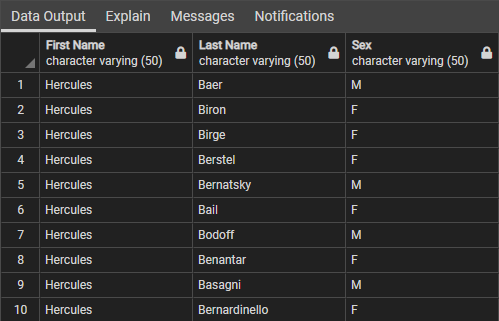 Data Output Explain Messages Notifications
First Name Last Name Sex
character varying (50) character varying (50) character varying (50)
1 Hercules Baer M
2 Hercules Biron F
3 Hercules Birge F
4 Hercules Berstel F
5 Hercules Bernatsky M
6 Hercules Bail F
7 Hercules Bodoff M
8 Hercules Benantar F
9 Hercules Basagni M
10 Hercules Bernardinello F